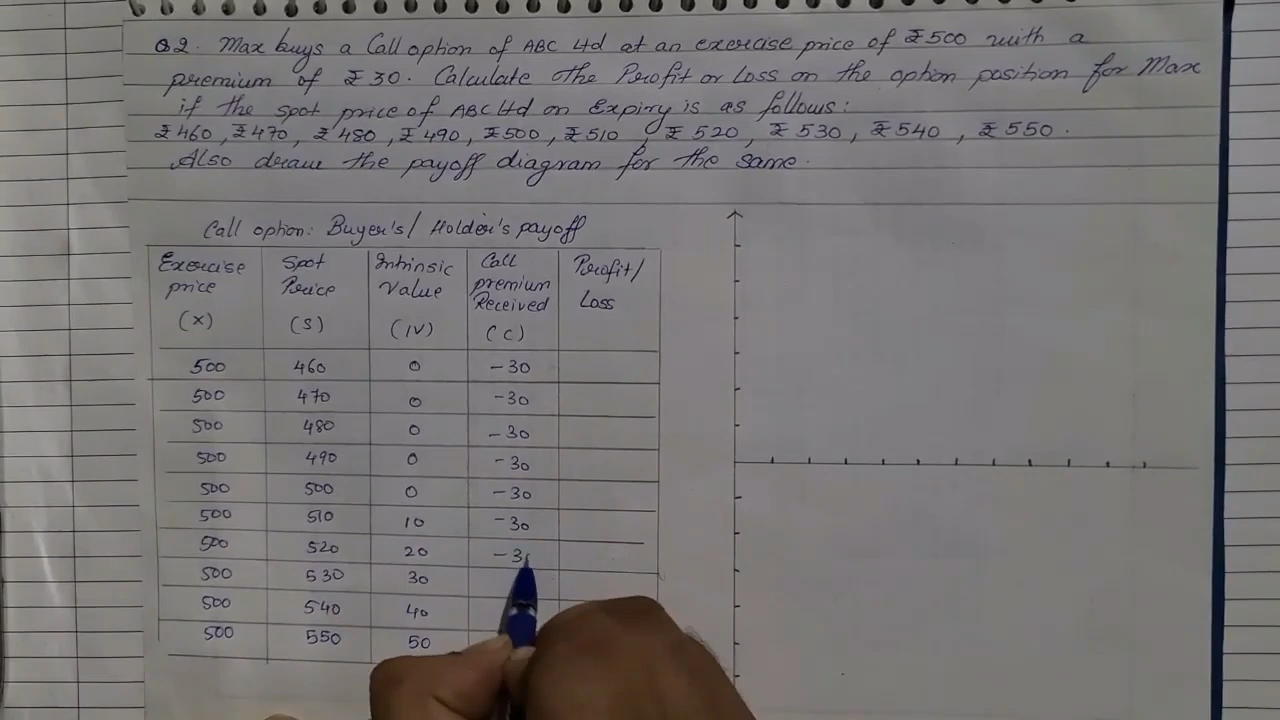 Q2. Max buys a Call option of ABC Ltd at an exercise price of ₹500 with a
premium of ₹30. Calculate the Profit or Loss on the option position for Max
if the spot price of ABC Ltd on Expiry is as follows:
₹460, ₹470, ₹480, ₹490, ₹500, ₹510, ₹520, ₹530, ₹540, ₹550.
Also draw the payoff diagram for the same.
Call option: Buyer's/ Holder's payoff
Exercise price (X) Spot Price (S) Intrinsic Value (IV) Call premium Received (C) Profit/ Loss
500 460 0 -30
500 470 0 -30
500 480 0 -30
500 490 0 -30
500 500 0 -30
500 510 10 -30
500 520 20 -3
500 530 30
500 540 40
500 550 50